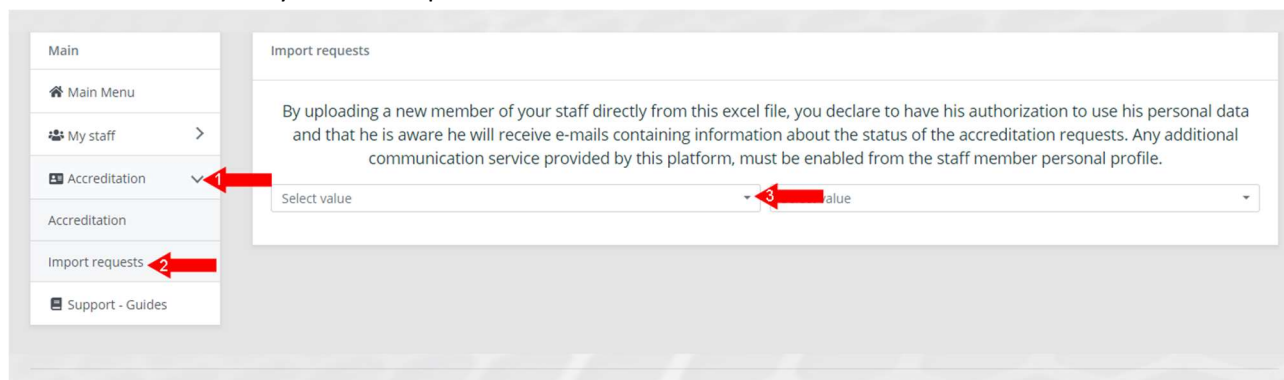 Main
Main Menu
My staff
Accreditation
1
Accreditation
Import requests
2
Support - Guides
Import requests
By uploading a new member of your staff directly from this excel file, you declare to have his authorization to use his personal data
and that he is aware he will receive e-mails containing information about the status of the accreditation requests. Any additional
communication service provided by this platform, must be enabled from the staff member personal profile.
Select value
3
value